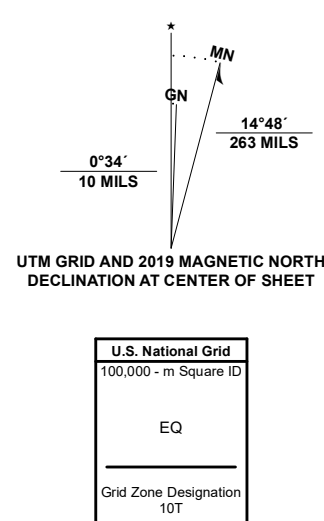 ★
MN
GN
14°48´
263 MILS
0°34´
10 MILS
UTM GRID AND 2019 MAGNETIC NORTH
DECLINATION AT CENTER OF SHEET
U.S. National Grid
100,000 - m Square ID
EQ
Grid Zone Designation
10T